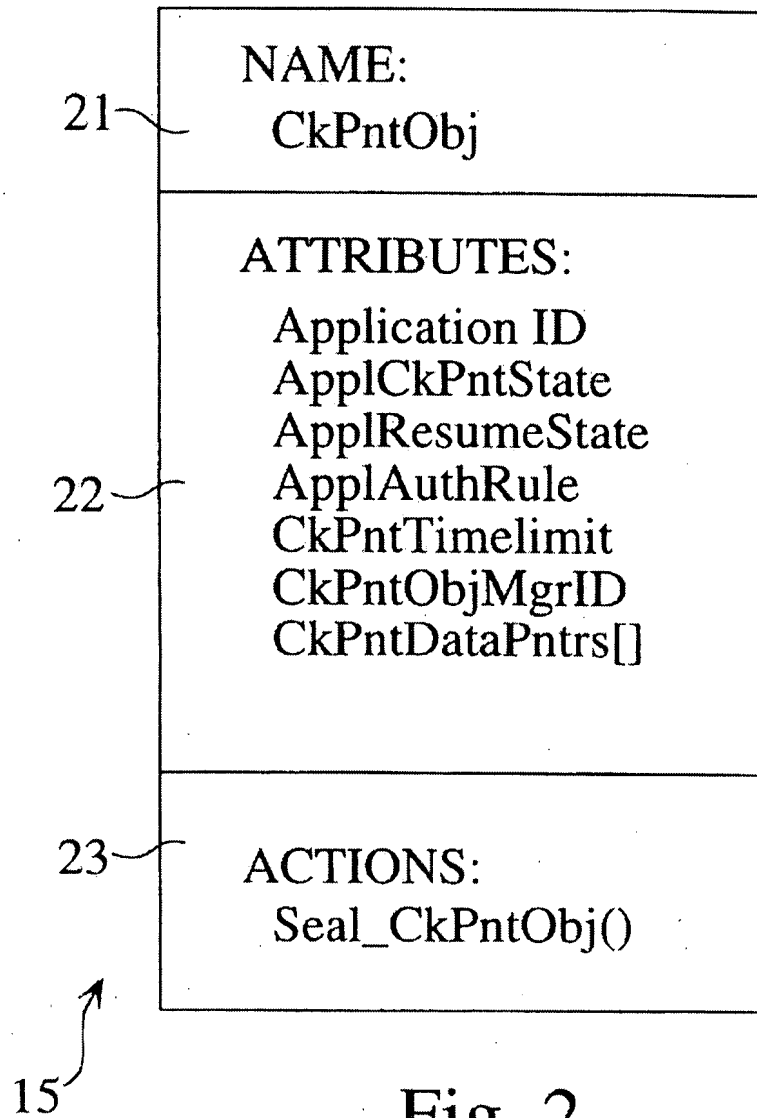 NAME:
21
CkPntObj
ATTRIBUTES:
Application ID
ApplCkPntState
ApplResumeState
22
ApplAuthRule
CkPntTimelimit
CkPntObjMgrID
CkPntDataPntrs[]
23
ACTIONS:
Seal_CkPntObj()
15
Fig. 2